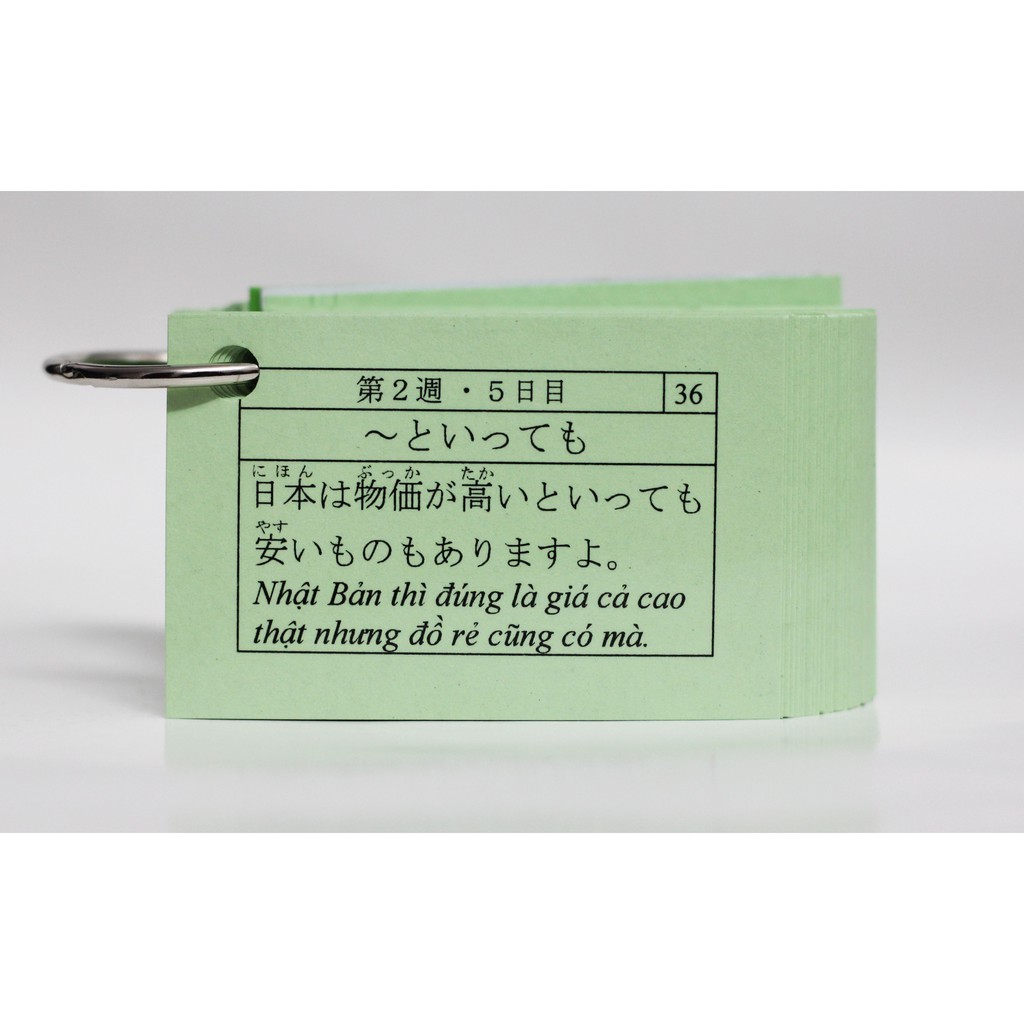 第２週・５日目 36
～といっても
にほん ぶっか たか
日本は物価が高いといっても
やす
安いものもありますよ。
Nhật Bản thì đúng là giá cả cao
thật nhưng đồ rẻ cũng có mà.